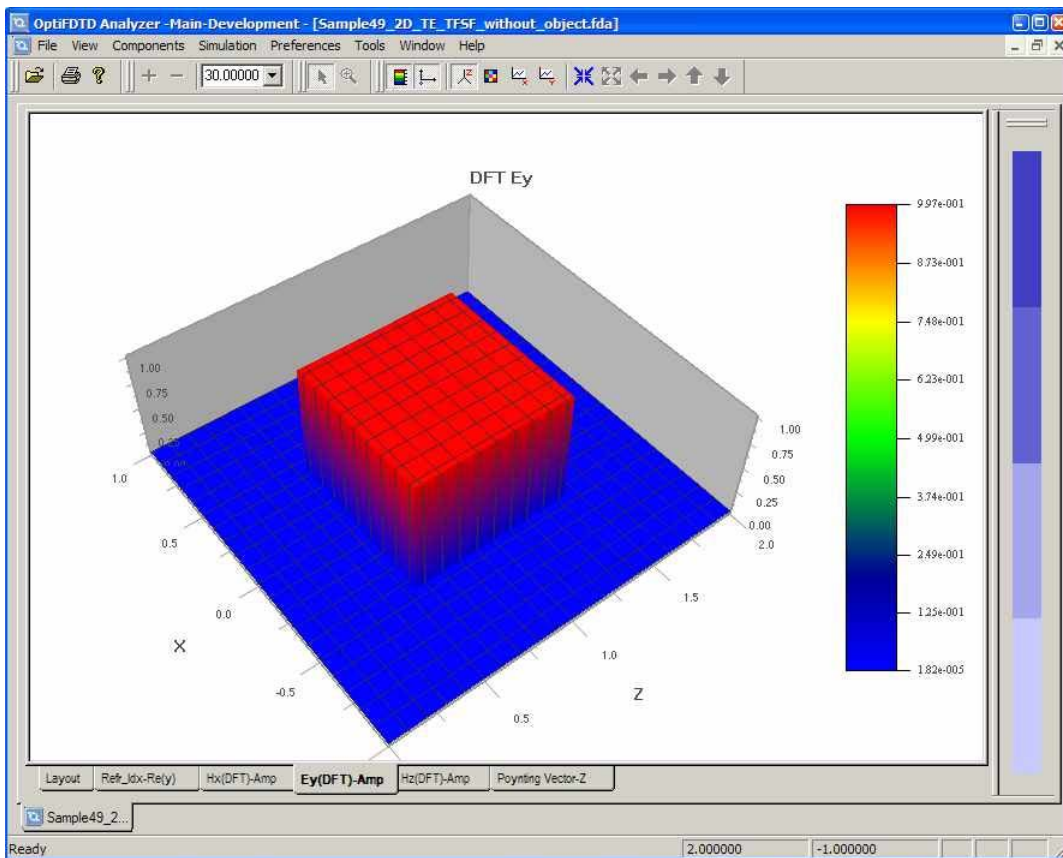 OptiFDTD Analyzer -Main-Development - [Sample49_2D_TE_TFSF_without_object.fda]
File View Components Simulation Preferences Tools Window Help
30.00000
DFT Ey
1.00
0.75
0.50
0.25
0.00
1.0
0.5
0.0
-0.5
X
0.5
1.0
1.5
2.0
Z
1.00
0.75
0.50
0.25
0.00
9.97e-001
8.73e-001
7.48e-001
6.23e-001
4.99e-001
3.74e-001
2.49e-001
1.25e-001
1.82e-005
Layout Refr_Idx-Re(y) Hx(DFT)-Amp Ey(DFT)-Amp Hz(DFT)-Amp Poynting Vector-Z
Sample49_2...
Ready 2.000000 -1.000000